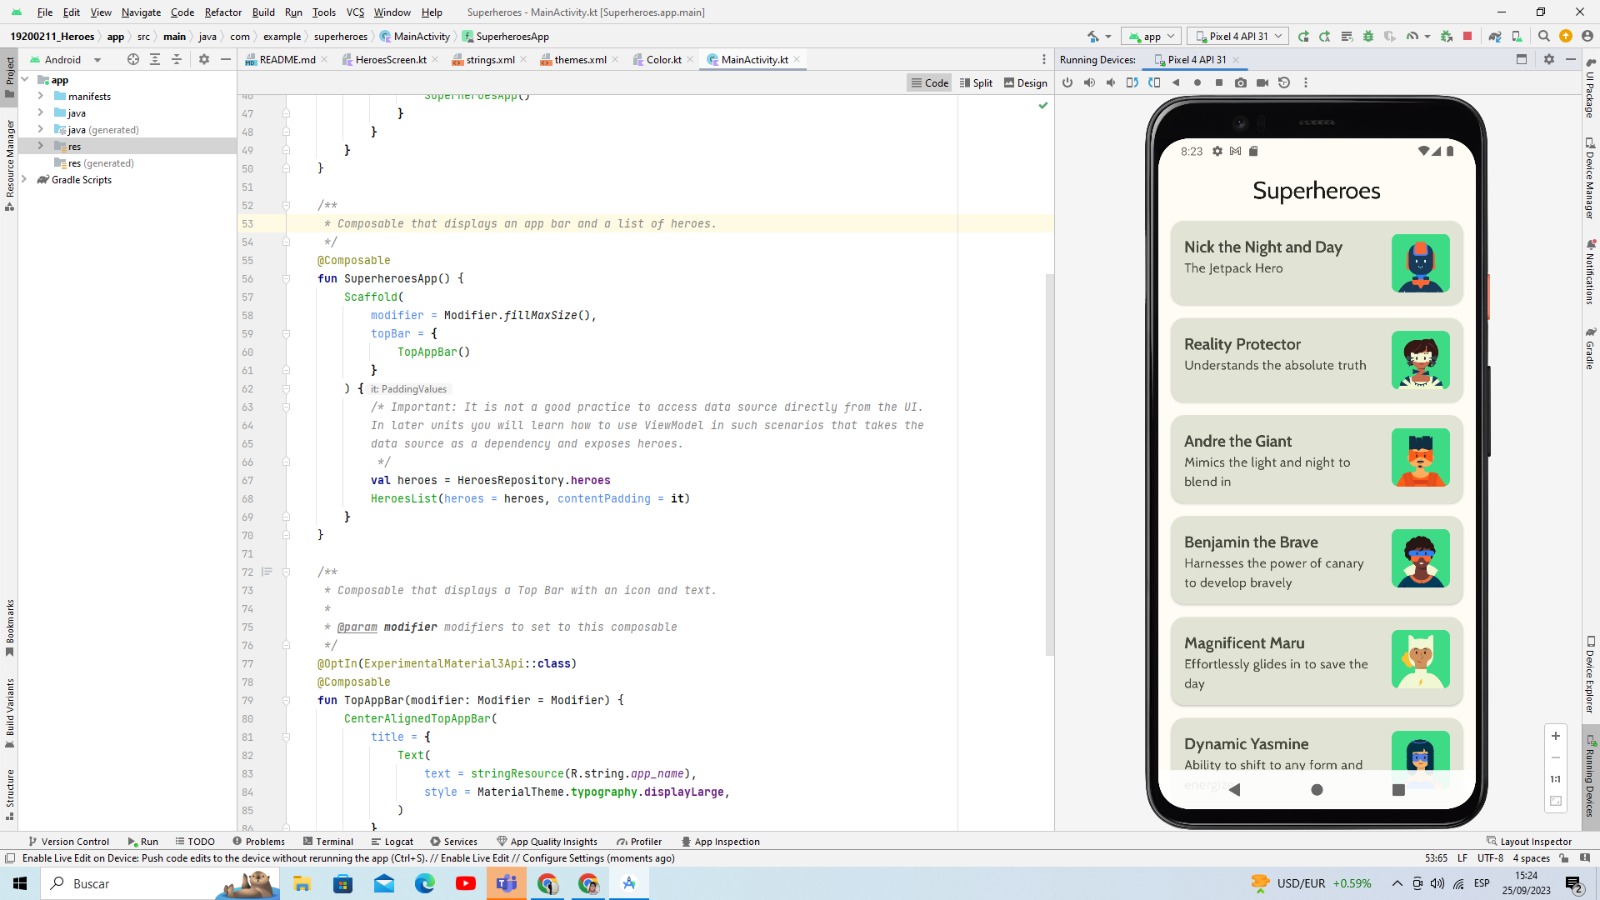 File Edit View Navigate Code Refactor Build Run Tools VCS Window Help Superheroes - MainActivity.kt [Superheroes.app.main]
19200211_Heroes app src main java com example superheroes MainActivity SuperheroesApp app Pixel 4 API 31
Project
Android
README.md HeroesScreen.kt strings.xml themes.xml Color.kt MainActivity.kt
Running Devices: Pixel 4 API 31
Code Split Design
app
manifests
java
java (generated)
res
res (generated)
Gradle Scripts
46 SuperheroesApp()
47 }
48 }
49 }
50 }
51
52 /**
53 * Composable that displays an app bar and a list of heroes.
54 */
55 @Composable
56 fun SuperheroesApp() {
57 Scaffold(
58 modifier = Modifier.fillMaxSize(),
59 topBar = {
60 TopAppBar()
61 }
62 ) { it: PaddingValues
63 /* Important: It is not a good practice to access data source directly from the UI.
64 In later units you will learn how to use ViewModel in such scenarios that takes the
65 data source as a dependency and exposes heroes.
66 */
67 val heroes = HeroesRepository.heroes
68 HeroesList(heroes = heroes, contentPadding = it)
69 }
70 }
71
72 /**
73 * Composable that displays a Top Bar with an icon and text.
74 *
75 * @param modifier modifiers to set to this composable
76 */
77 @OptIn(ExperimentalMaterial3Api::class)
78 @Composable
79 fun TopAppBar(modifier: Modifier = Modifier) {
80 CenterAlignedTopAppBar(
81 title = {
82 Text(
83 text = stringResource(R.string.app_name),
84 style = MaterialTheme.typography.displayLarge,
85 )
86 }
8:23
Superheroes
Nick the Night and Day
The Jetpack Hero
Reality Protector
Understands the absolute truth
Andre the Giant
Mimics the light and night to
blend in
Benjamin the Brave
Harnesses the power of canary
to develop bravely
Magnificent Maru
Effortlessly glides in to save the
day
Dynamic Yasmine
Ability to shift to any form and
energize
1:1
Resource Manager
Bookmarks
Build Variants
Structure
UI Package
Device Manager
Notifications
Gradle
Device Explorer
Running Devices
Version Control Run TODO Problems Terminal Logcat Services App Quality Insights Profiler App Inspection Layout Inspector
Enable Live Edit on Device: Push code edits to the device without rerunning the app (Ctrl+S). // Enable Live Edit // Configure Settings (moments ago) 53:65 LF UTF-8 4 spaces
Buscar USD/EUR +0.59% ESP 15:24
25/09/2023 2